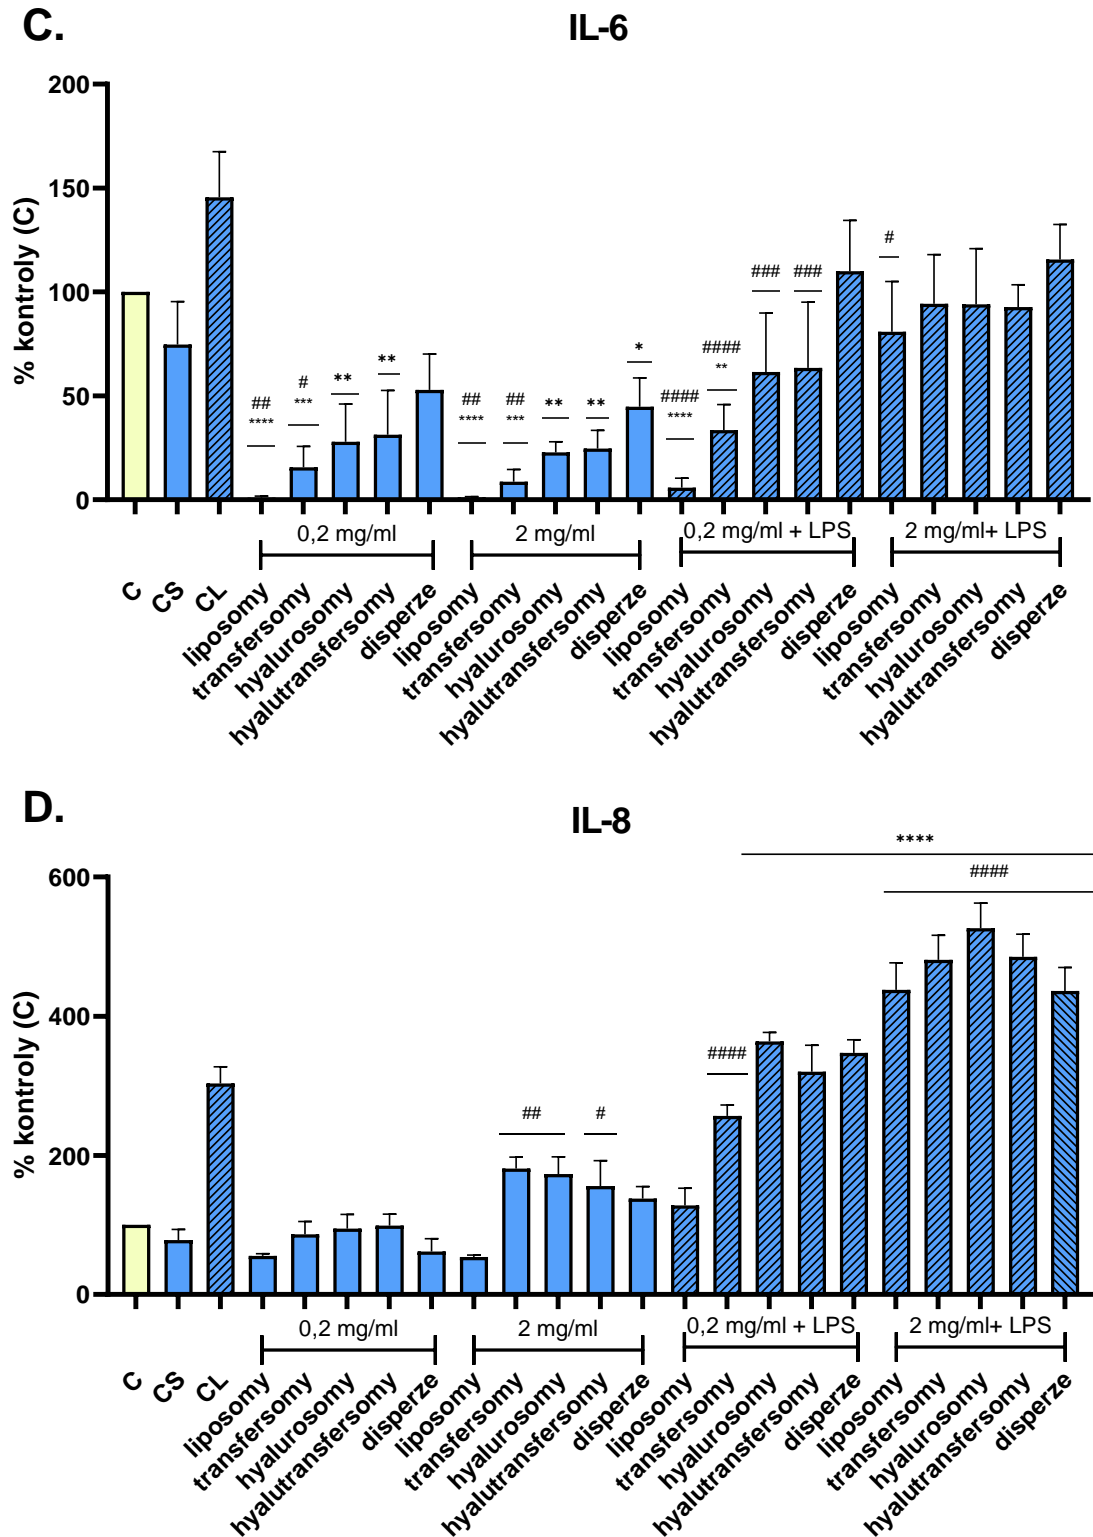 C.
IL-6
% kontroly (C)
200
150
100
50
0
## **** # *** ** ** ## **** ## *** ** ** * #### **** #### ** ### ### #
0,2 mg/ml 2 mg/ml 0,2 mg/ml + LPS 2 mg/ml+ LPS
C CS CL liposomy transfersomy hyalurosomy hyalutransfersomy disperze liposomy transfersomy hyalurosomy hyalutransfersomy disperze liposomy transfersomy hyalurosomy hyalutransfersomy disperze liposomy transfersomy hyalurosomy hyalutransfersomy disperze
D.
IL-8
% kontroly (C)
600
400
200
0
****
####
####
## #
0,2 mg/ml 2 mg/ml 0,2 mg/ml + LPS 2 mg/ml+ LPS
C CS CL liposomy transfersomy hyalurosomy hyalutransfersomy disperze liposomy transfersomy hyalurosomy hyalutransfersomy disperze liposomy transfersomy hyalurosomy hyalutransfersomy disperze liposomy transfersomy hyalurosomy hyalutransfersomy disperze